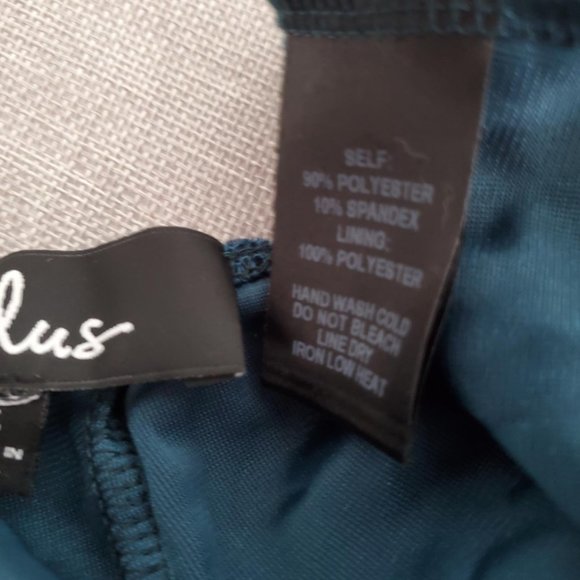 SELF:
90% POLYESTER
10% SPANDEX
LINING:
100% POLYESTER
HAND WASH COLD
DO NOT BLEACH
LINE DRY
IRON LOW HEAT
lus
IN